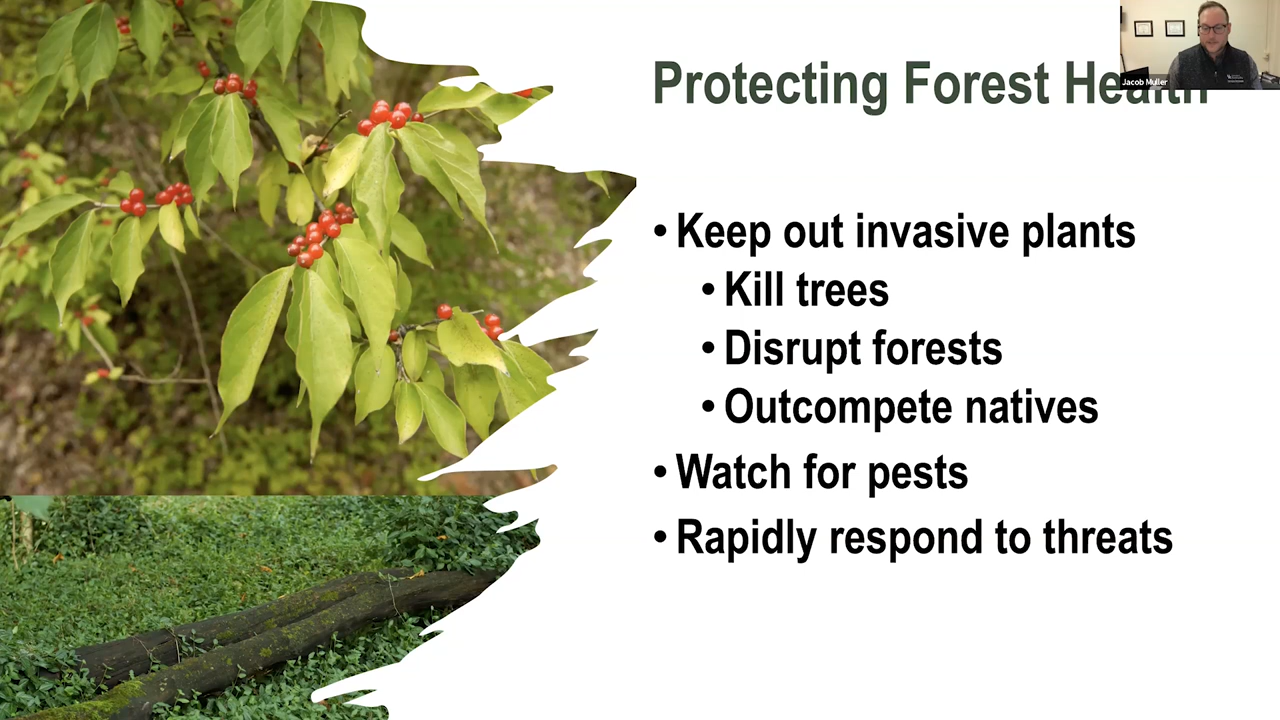 Protecting Forest Health
Jacob Muller
• Keep out invasive plants
• Kill trees
• Disrupt forests
• Outcompete natives
• Watch for pests
• Rapidly respond to threats